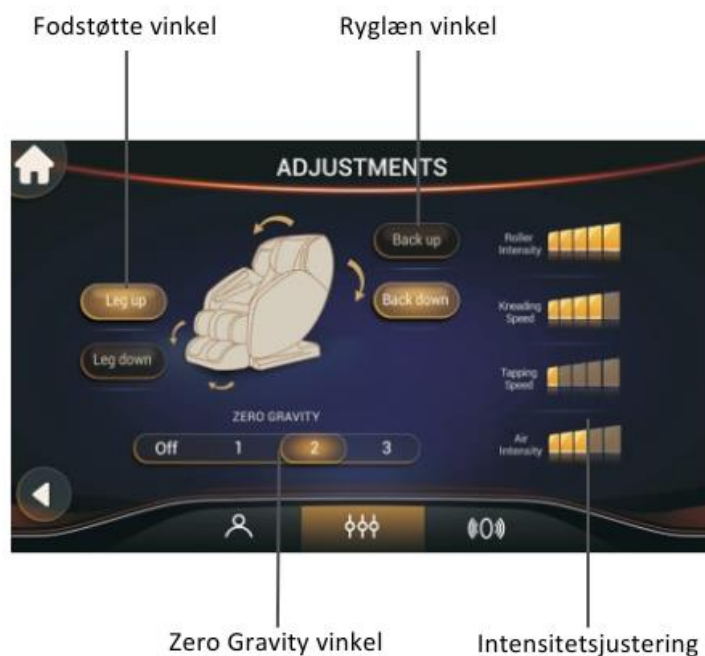 Fodstøtte vinkel
Ryglæn vinkel
ADJUSTMENTS
Back up
Roller
Intensity
Leg up
Back down
Kneading
Speed
Leg down
Tapping
Speed
ZERO GRAVITY
Off 1 2 3
Air
Intensity
Zero Gravity vinkel
Intensitetsjustering